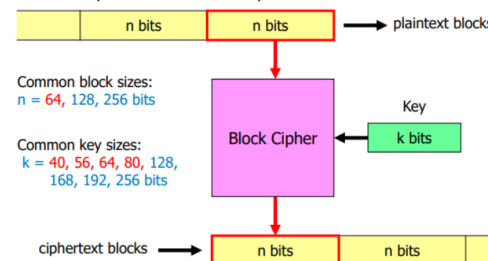 n bits
n bits
plaintext blocks
Common block sizes:
n = 64, 128, 256 bits
Key
Block Cipher
k bits
Common key sizes:
k = 40, 56, 64, 80, 128,
168, 192, 256 bits
ciphertext blocks
n bits
n bits